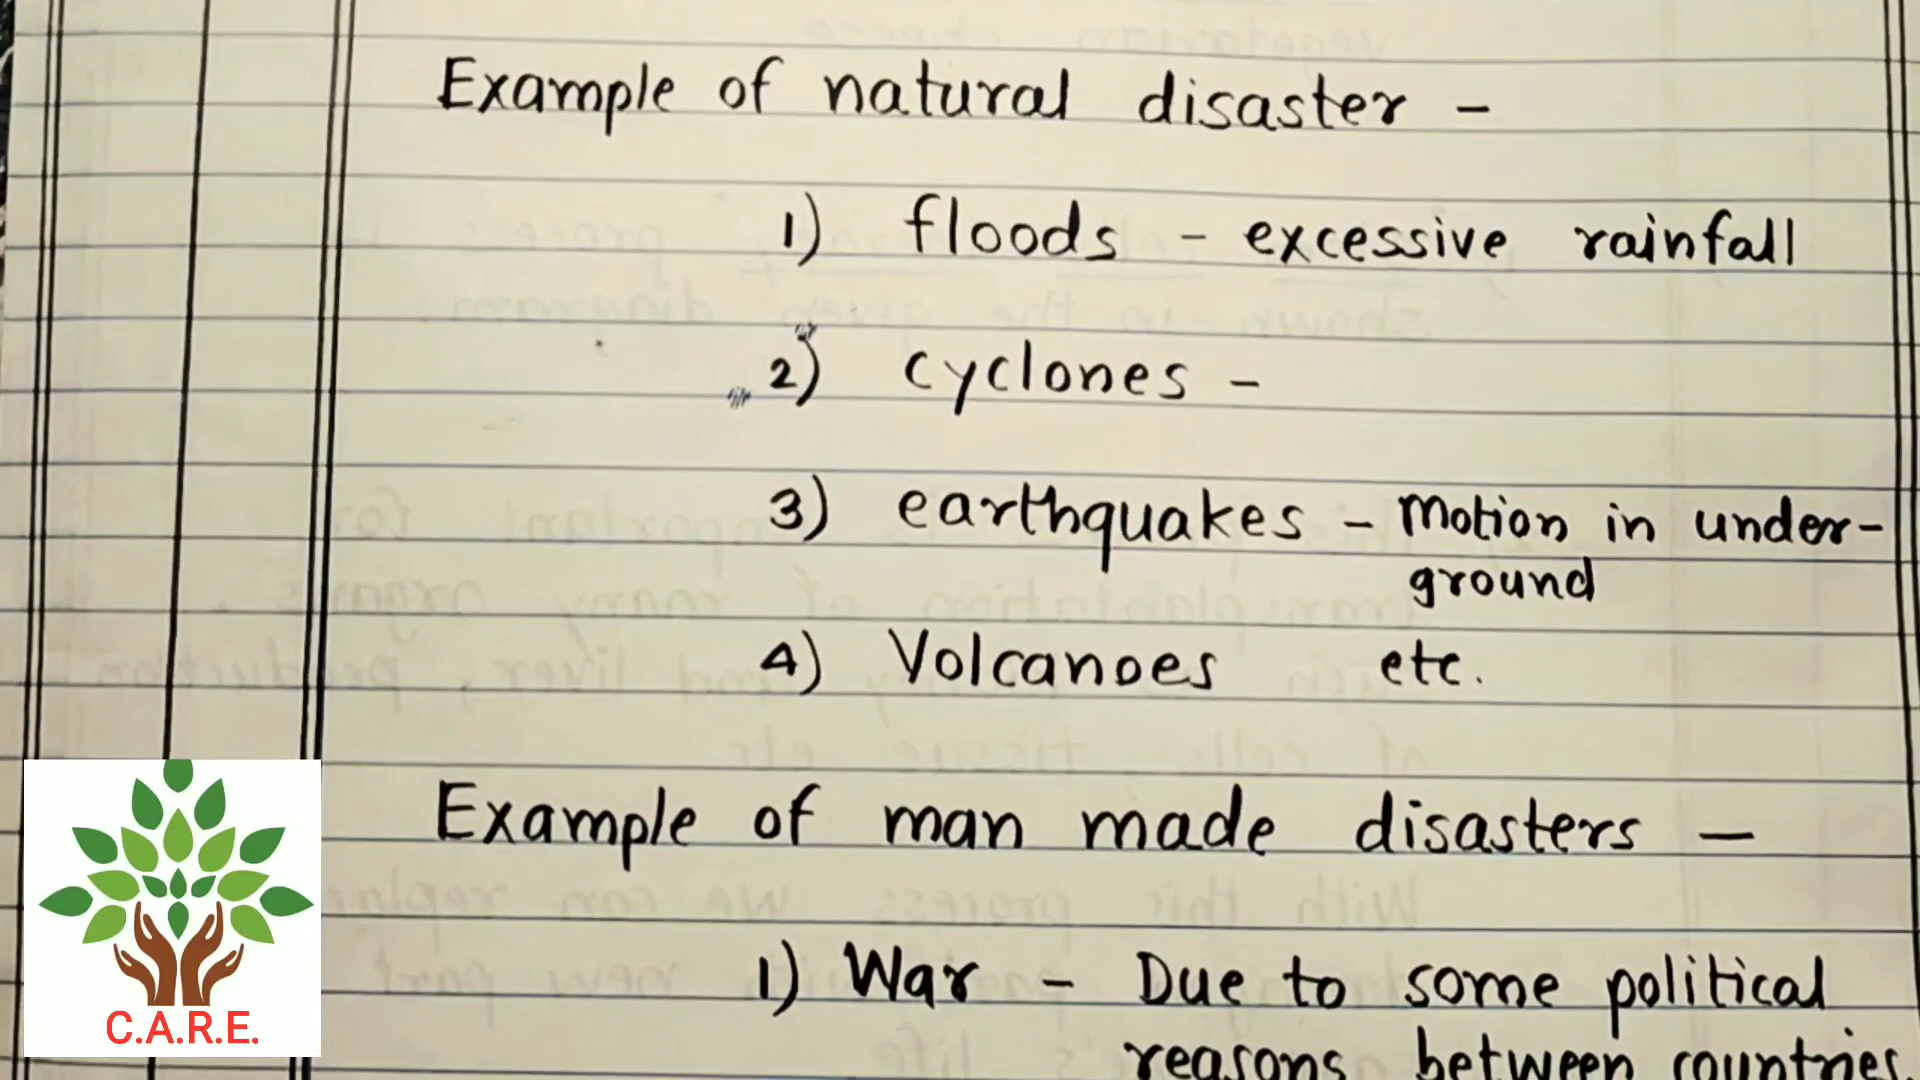 Example of natural disaster -
1) floods - excessive rainfall
2) cyclones -
3) earthquakes - Motion in under-
ground
4) Volcanoes etc.
Example of man made disasters -
1) War - Due to some political
reasons between countries.
C.A.R.E.